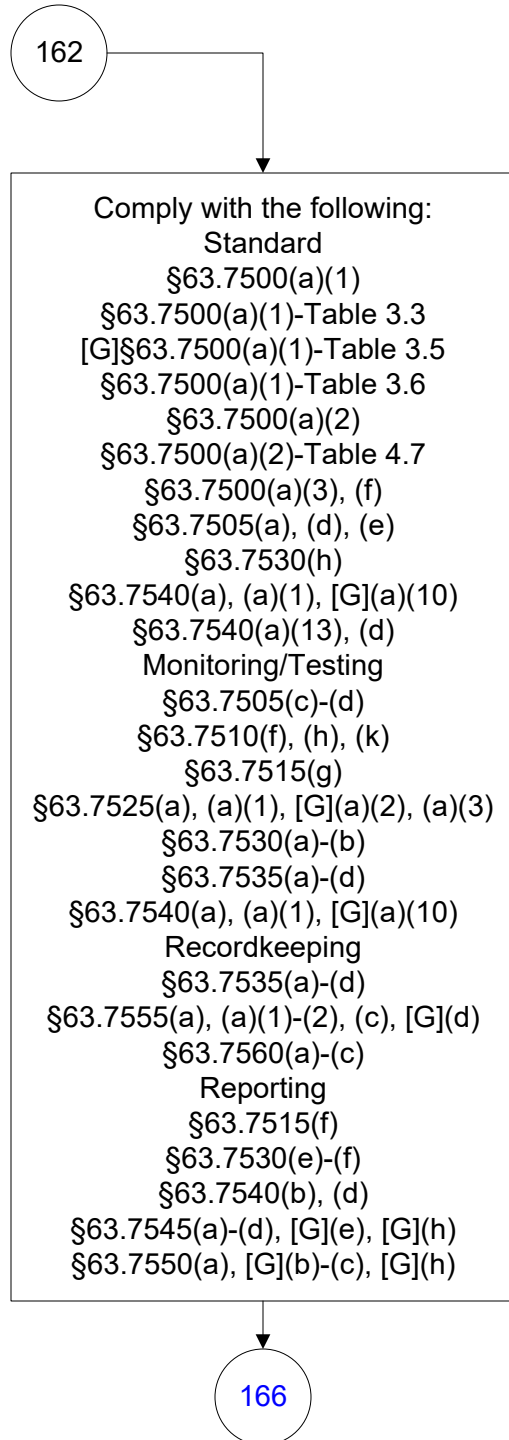 162
Comply with the following:
Standard
§63.7500(a)(1)
§63.7500(a)(1)-Table 3.3
[G]§63.7500(a)(1)-Table 3.5
§63.7500(a)(1)-Table 3.6
§63.7500(a)(2)
§63.7500(a)(2)-Table 4.7
§63.7500(a)(3), (f)
§63.7505(a), (d), (e)
§63.7530(h)
§63.7540(a), (a)(1), [G](a)(10)
§63.7540(a)(13), (d)
Monitoring/Testing
§63.7505(c)-(d)
§63.7510(f), (h), (k)
§63.7515(g)
§63.7525(a), (a)(1), [G](a)(2), (a)(3)
§63.7530(a)-(b)
§63.7535(a)-(d)
§63.7540(a), (a)(1), [G](a)(10)
Recordkeeping
§63.7535(a)-(d)
§63.7555(a), (a)(1)-(2), (c), [G](d)
§63.7560(a)-(c)
Reporting
§63.7515(f)
§63.7530(e)-(f)
§63.7540(b), (d)
§63.7545(a)-(d), [G](e), [G](h)
§63.7550(a), [G](b)-(c), [G](h)
166